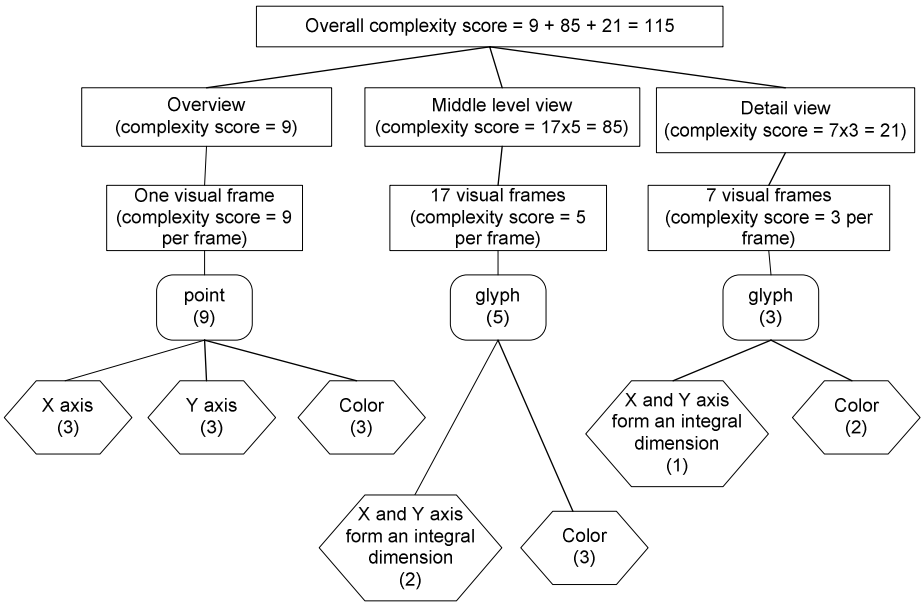 Overall complexity score = 9 + 85 + 21 = 115
Overview
(complexity score = 9)
Middle level view
(complexity score = 17x5 = 85)
Detail view
(complexity score = 7x3 = 21)
One visual frame
(complexity score = 9
per frame)
17 visual frames
(complexity score = 5
per frame)
7 visual frames
(complexity score = 3 per
frame)
point
(9)
glyph
(5)
glyph
(3)
X axis
(3)
Y axis
(3)
Color
(3)
X and Y axis
form an integral
dimension
(1)
Color
(2)
X and Y axis
form an integral
dimension
(2)
Color
(3)